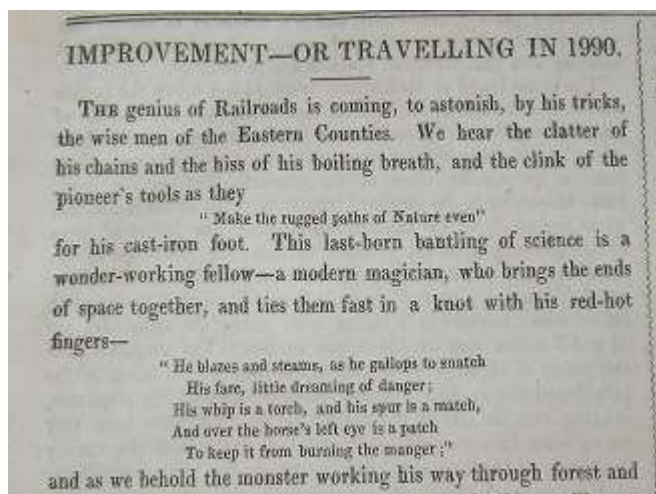 IMPROVEMENT—OR TRAVELLING IN 1990.
THE genius of Railroads is coming, to astonish, by his tricks,
the wise men of the Eastern Counties. We hear the clatter of
his chains and the hiss of his boiling breath, and the clink of the
pioneer's tools as they
"Make the rugged paths of Nature even"
for his cast-iron foot. This last-born bantling of science is a
wonder-working fellow—a modern magician, who brings the ends
of space together, and ties them fast in a knot with his red-hot
fingers—
"He blazes and steams, as he gallops to snatch
His fare, little dreaming of danger;
His whip is a torch, and his spur is a match,
And over the horse's left eye is a patch
To keep it from burning the manger;"
and as we behold the monster working his way through forest and